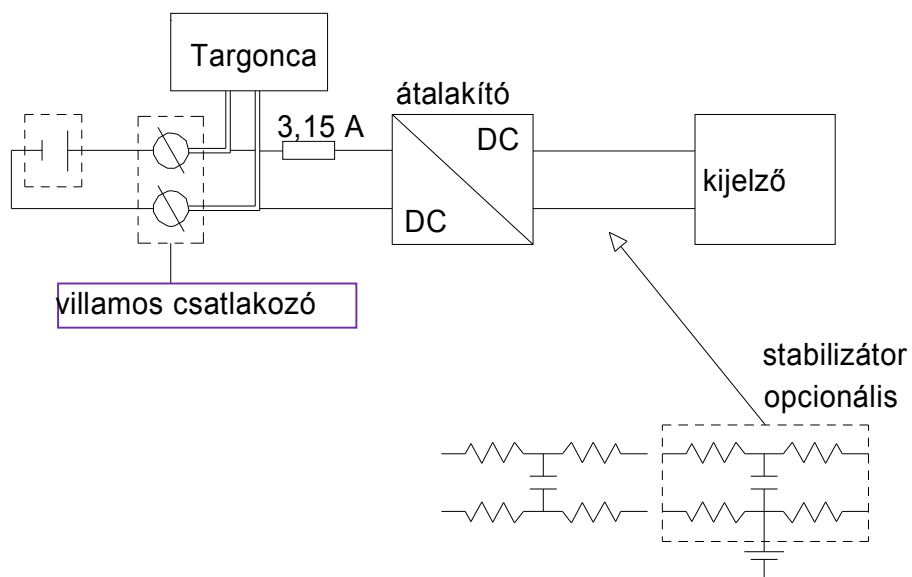 Targonca
átalakító
3,15 A
DC
kijelző
DC
villamos csatlakozó
stabilizátor
opcionális